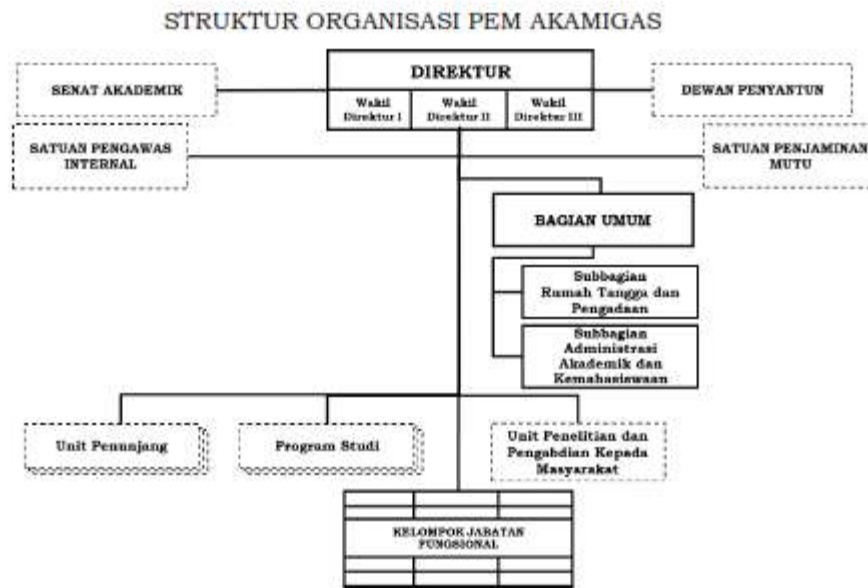 STRUKTUR ORGANISASI PEM AKAMIGAS
DIREKTUR
SENAT AKADEMIK
DEWAN PENYANTUN
Wakil
Direktur I
Wakil
Direktur II
Wakil
Direktur III
SATUAN PENGAWAS
INTERNAL
SATUAN PENJAMINAN
MUTU
BAGIAN UMUM
Subbagian
Rumah Tangga dan
Pengadaan
Subbagian
Administrasi
Akademik dan
Kemahasiswaan
Unit Penunjang
Program Studi
Unit Penelitian dan
Pengabdian Kepada
Masyarakat
KELOMPOK JABATAN
FUNGSIONAL